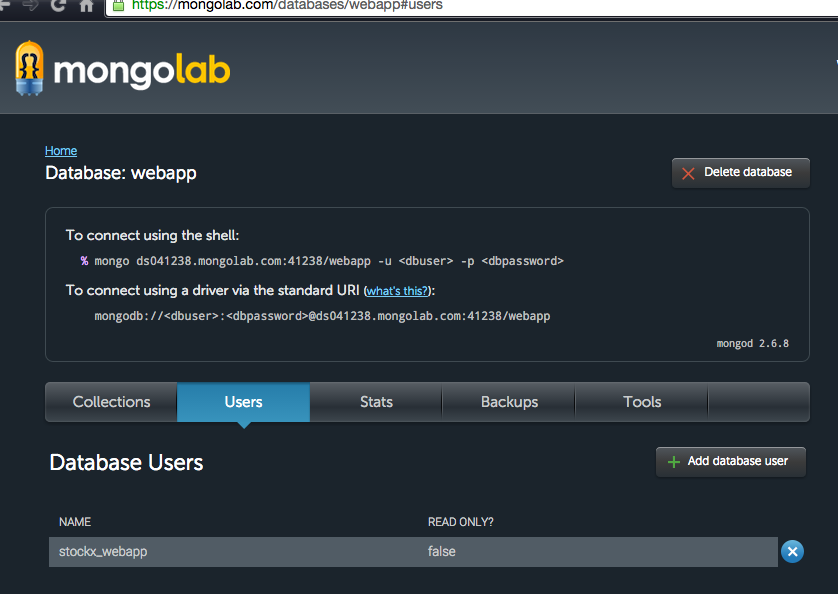 https://mongolab.com/databases/webapp#users
mongolab
Home
Database: webapp
Delete database
To connect using the shell:
% mongo ds041238.mongolab.com:41238/webapp -u <dbuser> -p <dbpassword>
To connect using a driver via the standard URI (what's this?):
mongodb://<dbuser>:<dbpassword>@ds041238.mongolab.com:41238/webapp
mongod 2.6.8
Collections Users Stats Backups Tools
Database Users
Add database user
NAME READ ONLY?
stockx_webapp false